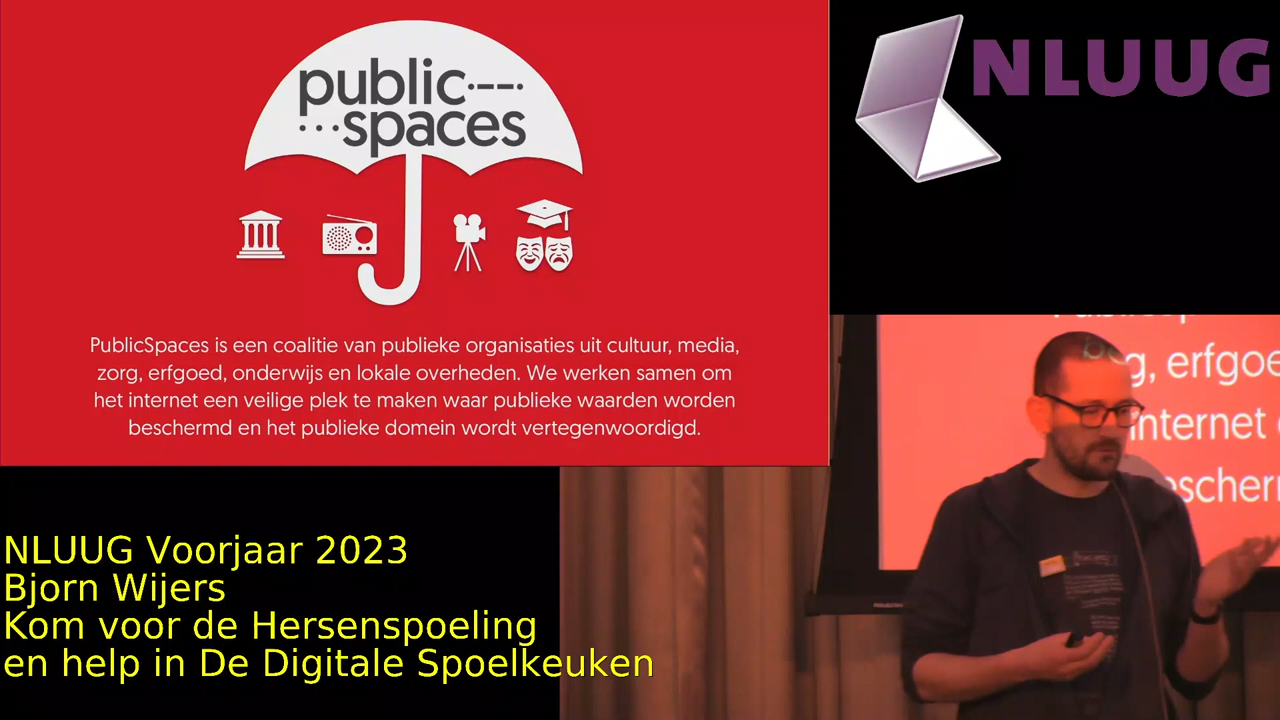 public
spaces
PublicSpaces is een coalitie van publieke organisaties uit cultuur, media,
zorg, erfgoed, onderwijs en lokale overheden. We werken samen om
het internet een veilige plek te maken waar publieke waarden worden
beschermd en het publieke domein wordt vertegenwoordigd.
NLUUG
g, erfgoe
internet
escher
NLUUG Voorjaar 2023
Bjorn Wijers
Kom voor de Hersenspoeling
en help in De Digitale Spoelkeuken